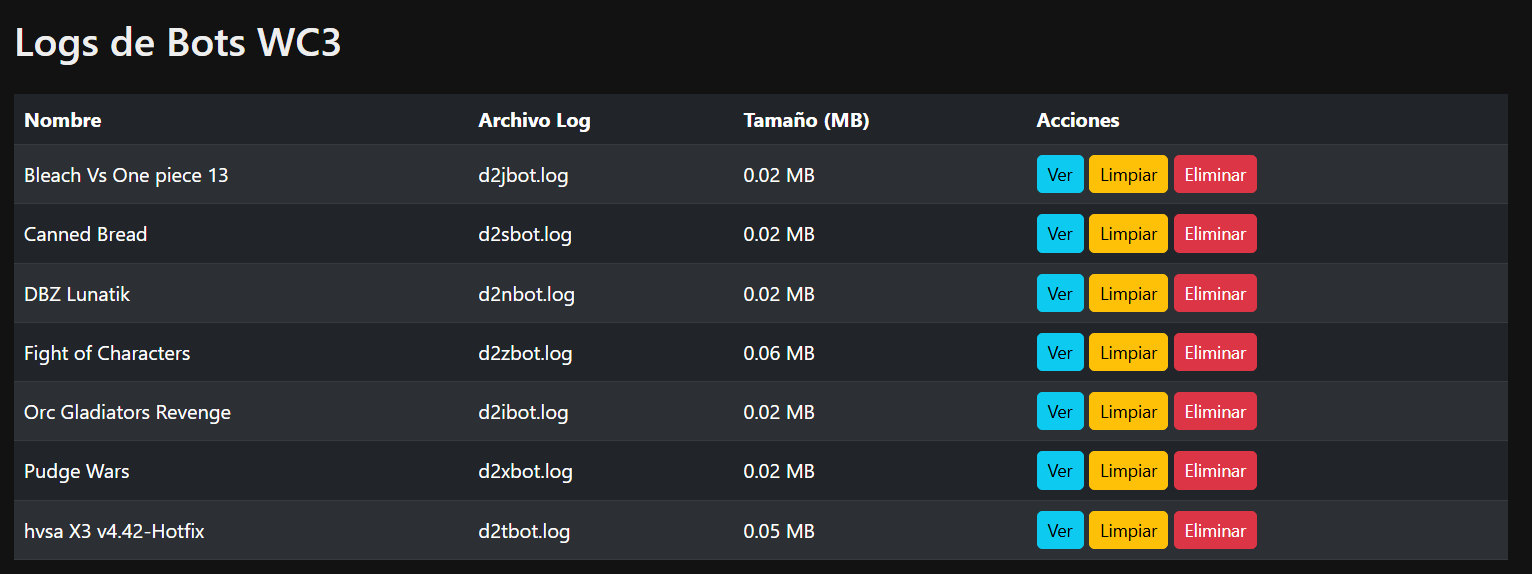 Logs de Bots WC3
Nombre Archivo Log Tamaño (MB) Acciones
Bleach Vs One piece 13 d2jbot.log 0.02 MB Ver Limpiar Eliminar
Canned Bread d2sbot.log 0.02 MB Ver Limpiar Eliminar
DBZ Lunatik d2nbot.log 0.02 MB Ver Limpiar Eliminar
Fight of Characters d2zbot.log 0.06 MB Ver Limpiar Eliminar
Orc Gladiators Revenge d2ibot.log 0.02 MB Ver Limpiar Eliminar
Pudge Wars d2xbot.log 0.02 MB Ver Limpiar Eliminar
hvsa X3 v4.42-Hotfix d2tbot.log 0.05 MB Ver Limpiar Eliminar